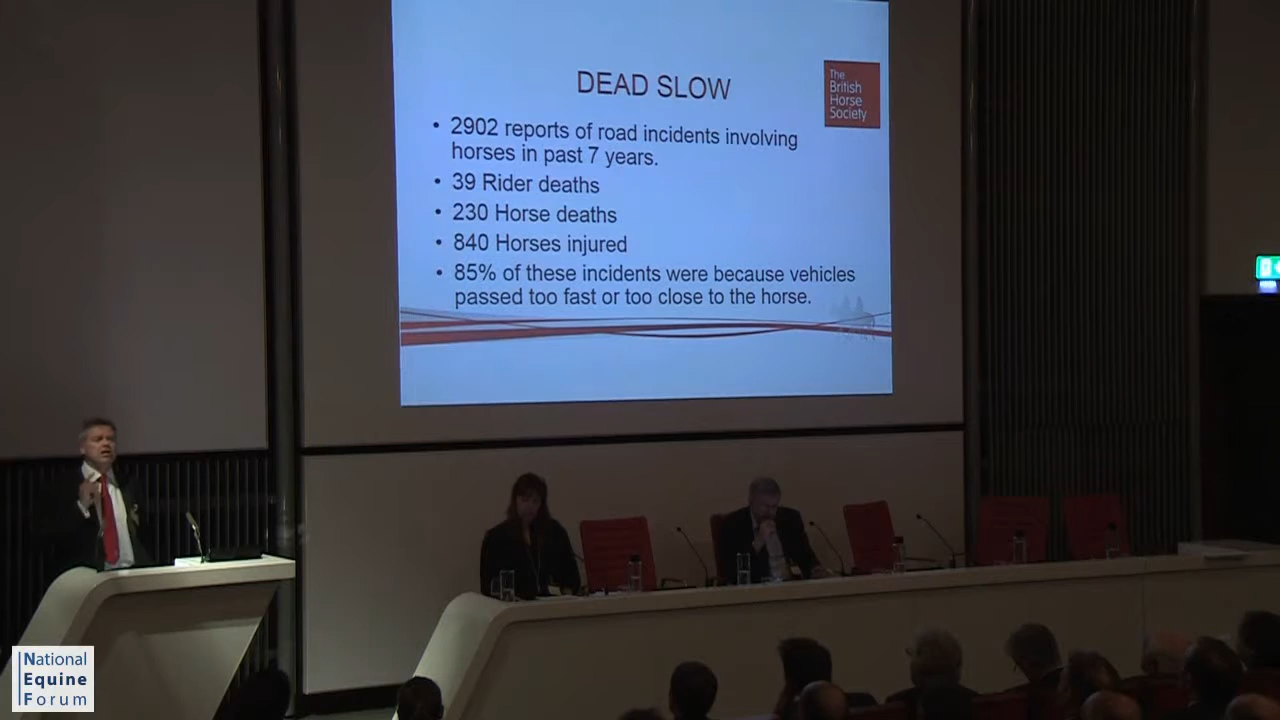 DEAD SLOW
The
British
Horse
Society
• 2902 reports of road incidents involving
horses in past 7 years.
• 39 Rider deaths
• 230 Horse deaths
• 840 Horses injured
• 85% of these incidents were because vehicles
passed too fast or too close to the horse.
National
Equine
Forum